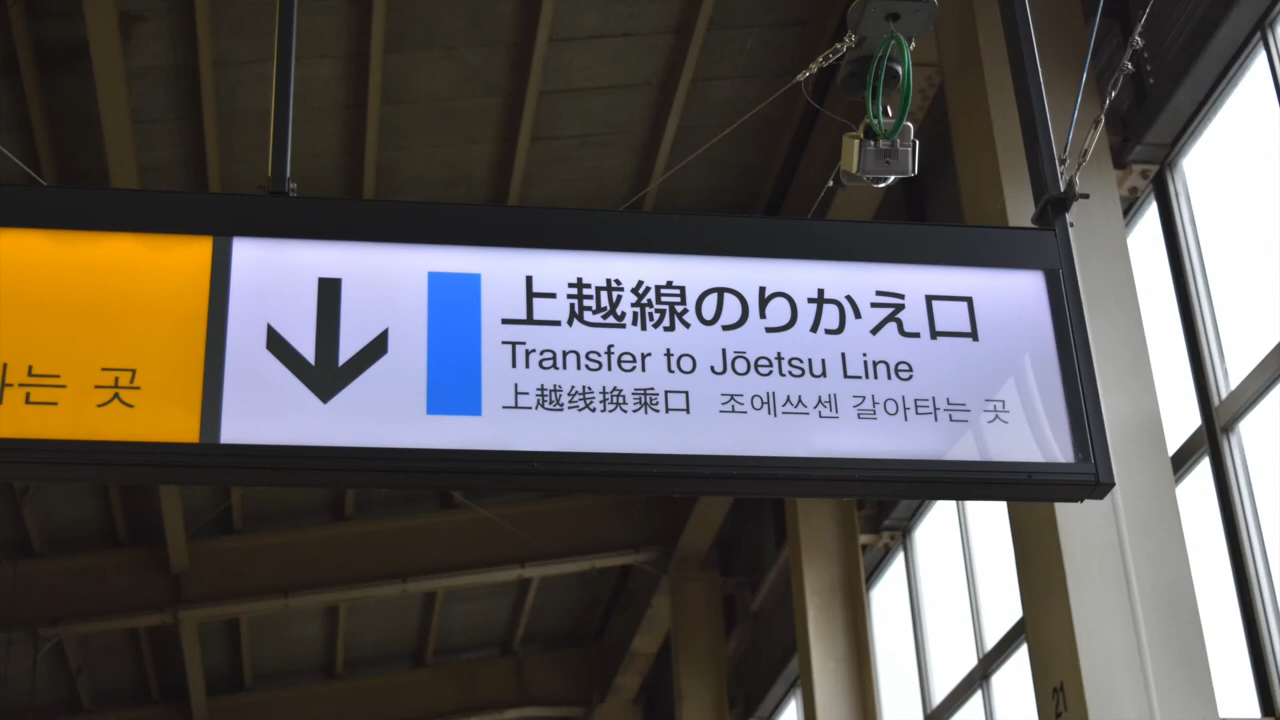 는 곳
上越線のりかえ口
Transfer to Jōetsu Line
上越线换乘口 조에쓰센 갈아타는 곳
21